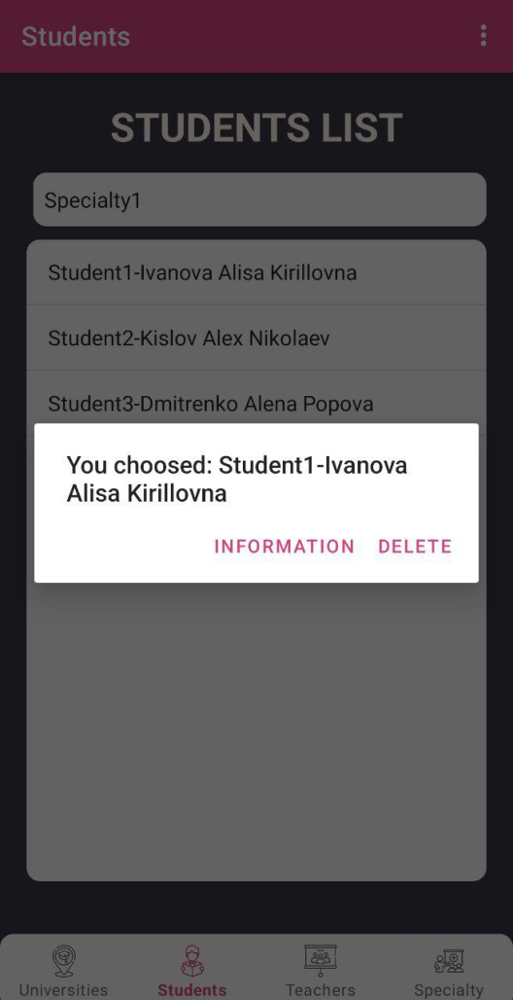 Students
STUDENTS LIST
Specialty1
Student1-Ivanova Alisa Kirillovna
Student2-Kislov Alex Nikolaev
Student3-Dmitrenko Alena Popova
You choosed: Student1-Ivanova
Alisa Kirillovna
INFORMATION DELETE
Universities Students Teachers Specialty